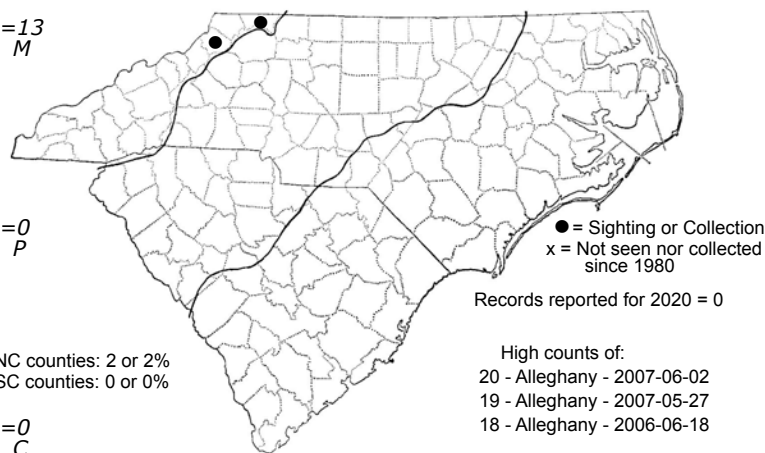 =13
M
● = Sighting or Collection
=0
P
x = Not seen nor collected
since 1980
Records reported for 2020 = 0
NC counties: 2 or 2%
SC counties: 0 or 0%
High counts of:
20 - Alleghany - 2007-06-02
19 - Alleghany - 2007-05-27
18 - Alleghany - 2006-06-18
=0
C